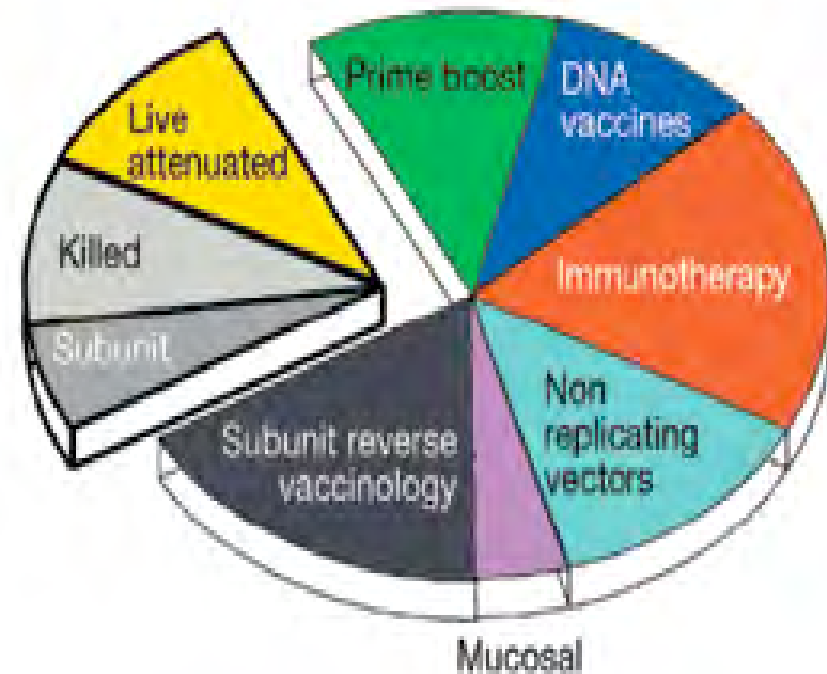 Prime boost
DNA
vaccines
Live
attenuated
Killed
Immunotherapy
Subunit
Non
replicating
vectors
Subunit reverse
vaccinology
Mucosal